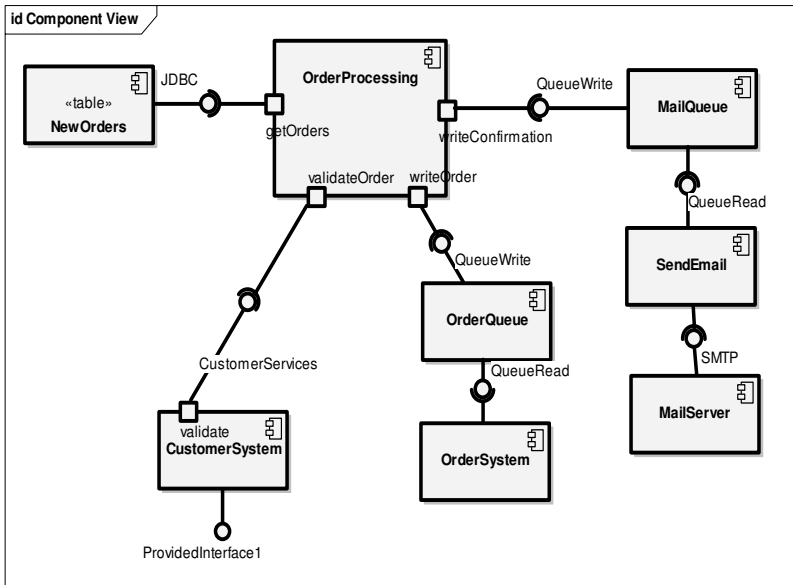 id Component View
JDBC
«table»
NewOrders
OrderProcessing
getOrders
validateOrder
writeOrder
writeConfirmation
QueueWrite
MailQueue
QueueRead
SendEmail
SMTP
MailServer
QueueWrite
OrderQueue
QueueRead
OrderSystem
CustomerServices
validate
CustomerSystem
ProvidedInterface1